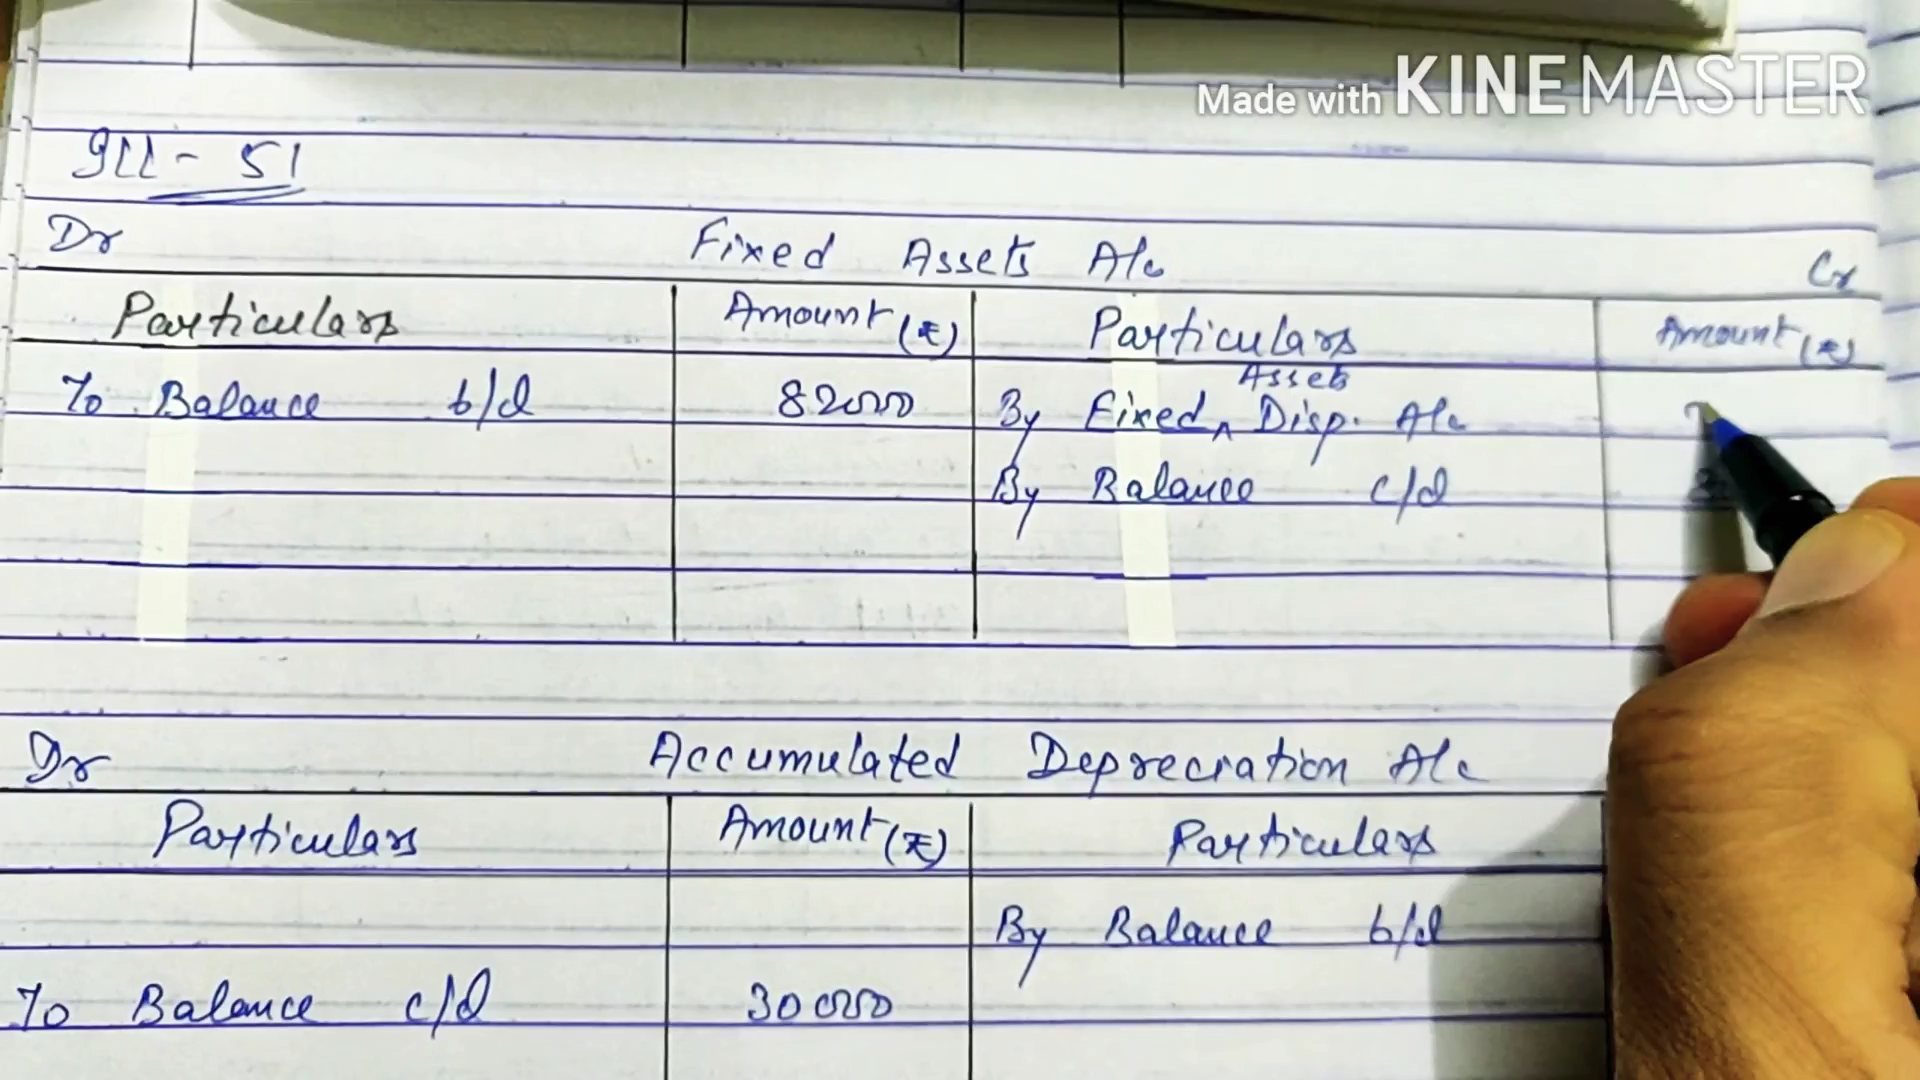 Made with KINEMASTER
Ill - 51
Dr Fixed Assets A/c Cr
Particulars Amount (₹) Particulars Amount (₹)
To Balance b/d 82000 By Fixed ^ Assets Disp. A/c
By Balance c/d
Dr Accumulated Depreciation A/c
Particulars Amount (₹) Particulars
By Balance b/d
To Balance c/d 30000